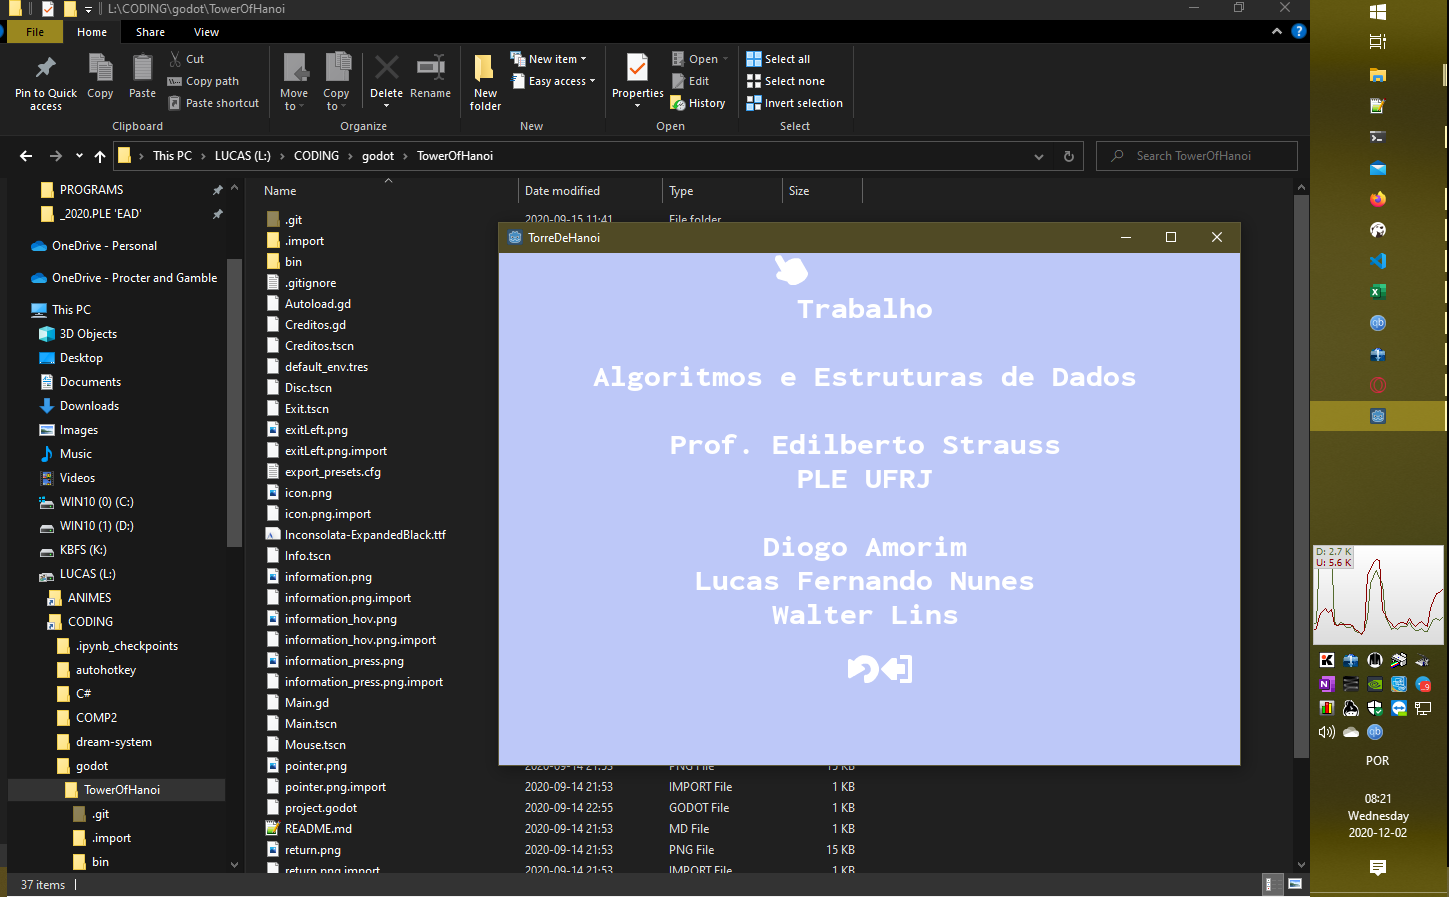 L:\CODING\godot\TowerOfHanoi
File Home Share View
Pin to Quick access
Copy
Paste
Cut
Copy path
Paste shortcut
Clipboard
Move to
Copy to
Delete
Rename
Organize
New folder
New item
Easy access
New
Properties
Open
Edit
History
Open
Select all
Select none
Invert selection
Select
This PC › LUCAS (L:) › CODING › godot › TowerOfHanoi
Search TowerOfHanoi
PROGRAMS
_2020.PLE 'EAD'
OneDrive - Personal
OneDrive - Procter and Gamble
This PC
3D Objects
Desktop
Documents
Downloads
Images
Music
Videos
WIN10 (0) (C:)
WIN10 (1) (D:)
KBFS (K:)
LUCAS (L:)
ANIMES
CODING
.ipynb_checkpoints
autohotkey
C#
COMP2
dream-system
godot
TowerOfHanoi
.git
.import
bin
Name Date modified Type Size
.git 2020-09-15 11:41 File folder
.import
bin
.gitignore
Autoload.gd
Creditos.gd
Creditos.tscn
default_env.tres
Disc.tscn
Exit.tscn
exitLeft.png
exitLeft.png.import
export_presets.cfg
icon.png
icon.png.import
Inconsolata-ExpandedBlack.ttf
Info.tscn
information.png
information.png.import
information_hov.png
information_hov.png.import
information_press.png
information_press.png.import
Main.gd
Main.tscn
Mouse.tscn
pointer.png 2020-09-14 21:53 PNG File 15 KB
pointer.png.import 2020-09-14 21:53 IMPORT File 1 KB
project.godot 2020-09-14 22:55 GODOT File 1 KB
README.md 2020-09-14 21:53 MD File 1 KB
return.png 2020-09-14 21:53 PNG File 15 KB
return.png.import 2020-09-14 21:53 IMPORT File 1 KB
37 items
TorreDeHanoi
Trabalho
Algoritmos e Estruturas de Dados
Prof. Edilberto Strauss
PLE UFRJ
Diogo Amorim
Lucas Fernando Nunes
Walter Lins
D: 2.7 K
U: 5.6 K
POR
08:21
Wednesday
2020-12-02